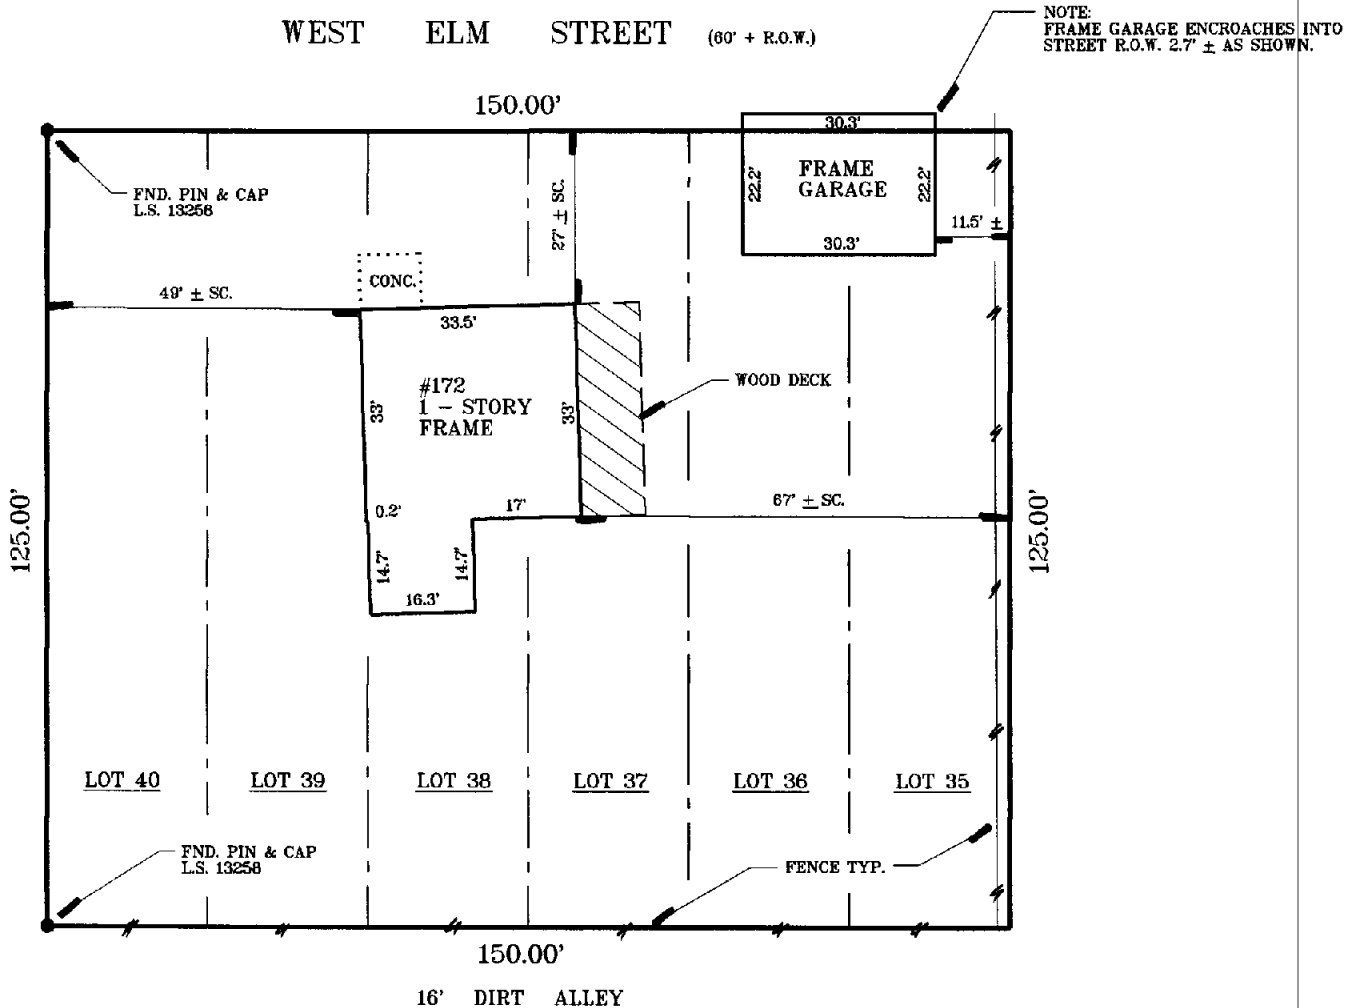 NOTE:
FRAME GARAGE ENCROACHES INTO
STREET R.O.W. 2.7' ± AS SHOWN.
WEST ELM STREET (60' + R.O.W.)
150.00'
30.3'
FRAME
GARAGE
22.2'
22.2'
30.3'
11.5' ±
FND. PIN & CAP
L.S. 13258
27' ± SC.
CONC.
49' ± SC.
33.5'
#172
1 - STORY
FRAME
33'
33'
WOOD DECK
67' ± SC.
0.2'
17'
14.7'
14.7'
16.3'
125.00'
125.00'
LOT 40
LOT 39
LOT 38
LOT 37
LOT 36
LOT 35
FND. PIN & CAP
L.S. 13258
FENCE TYP.
150.00'
16' DIRT ALLEY